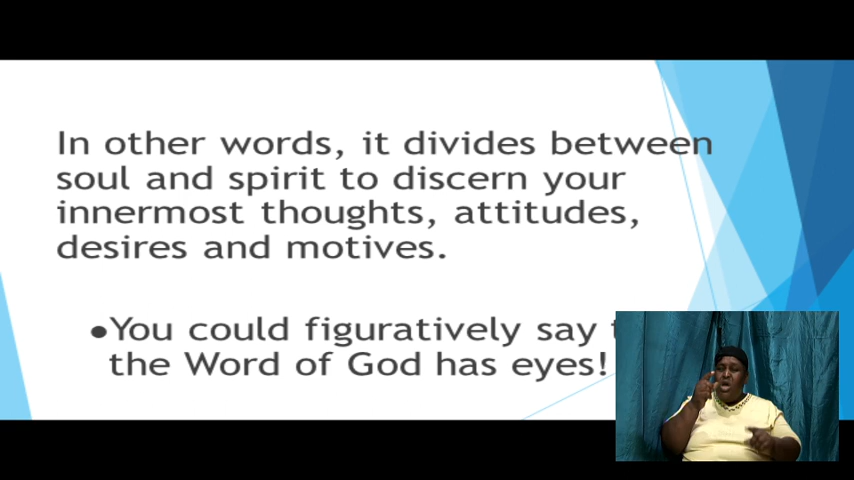 In other words, it divides between
soul and spirit to discern your
innermost thoughts, attitudes,
desires and motives.
●You could figuratively say
the Word of God has eyes!